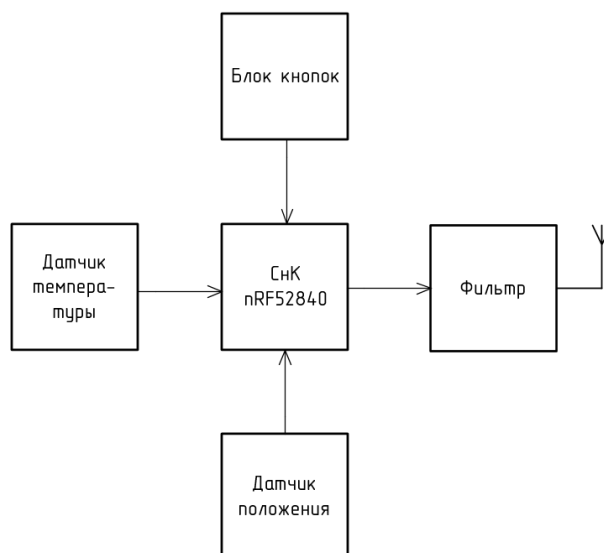 Блок кнопок
Датчик
темпера-
туры
СнК
nRF52840
Фильтр
Датчик
положения